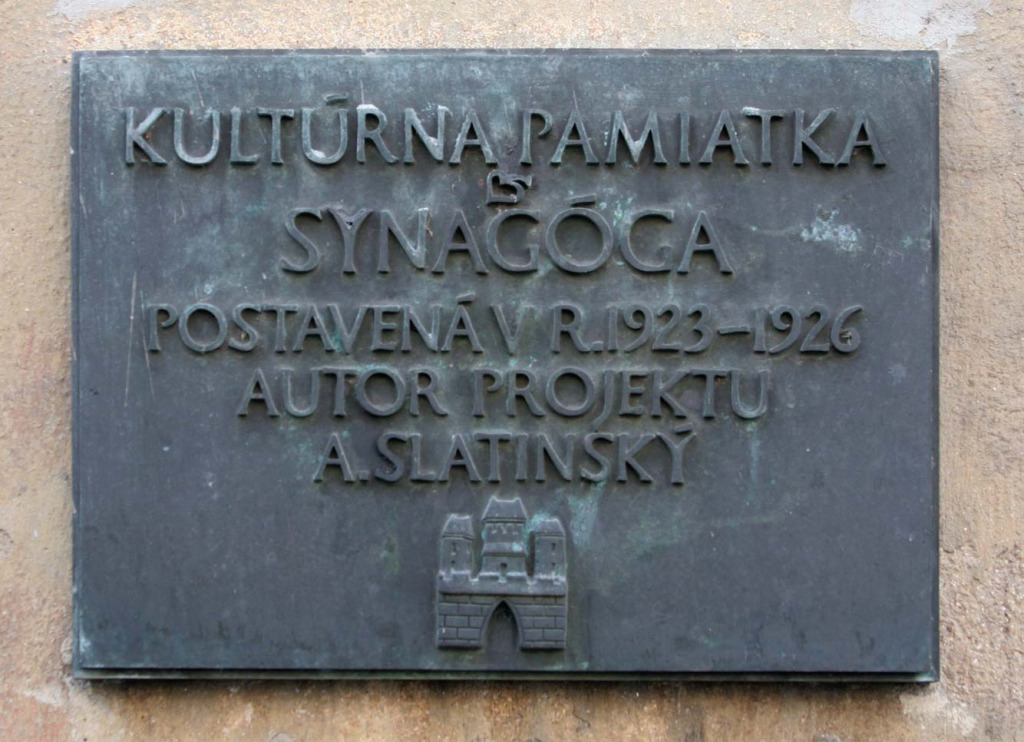 KULTÚRNA PAMIATKA
SYNAGÓGA
POSTAVENÁ V R. 1923–1926
AUTOR PROJEKTU
A. SLATINSKÝ